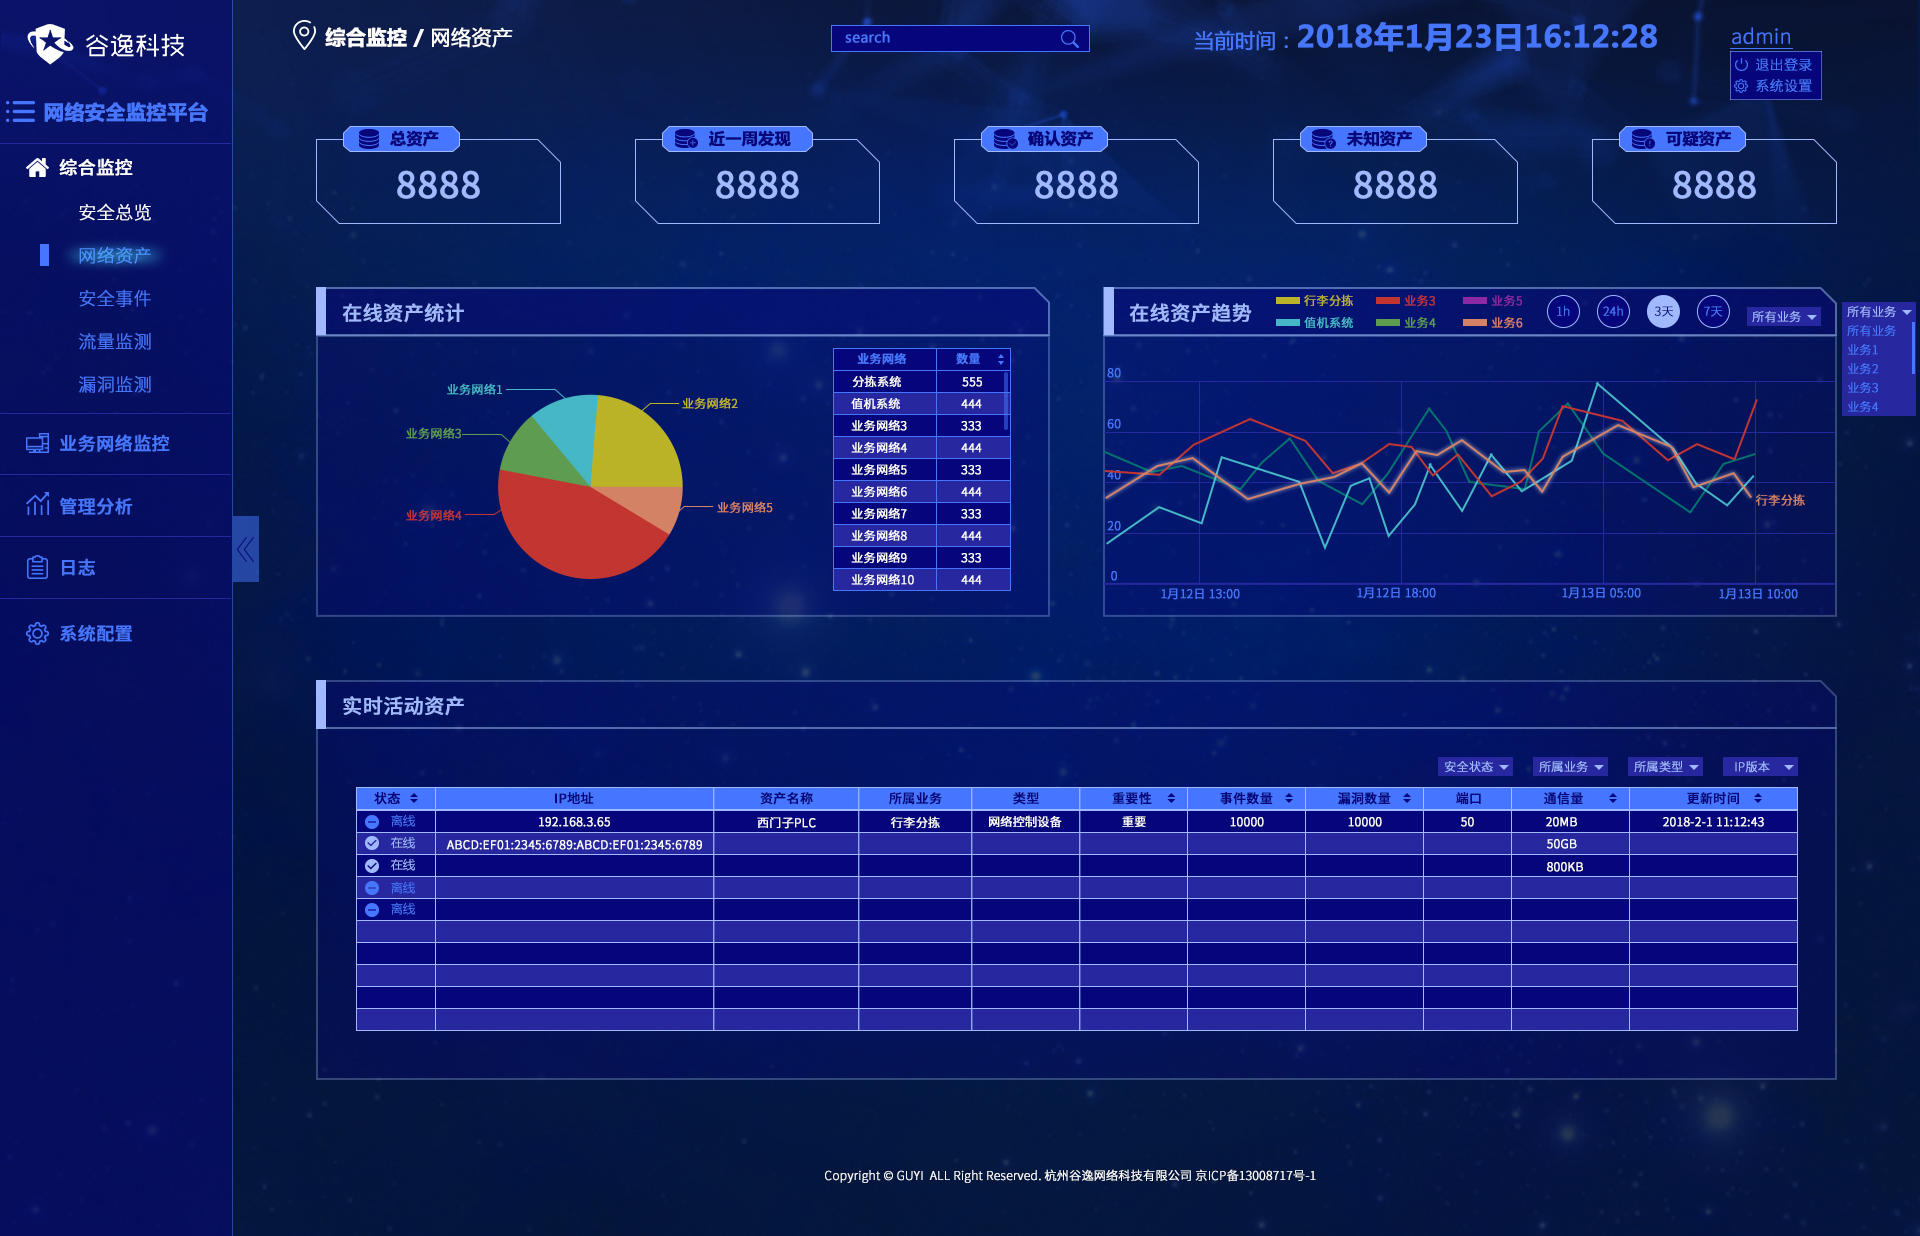 谷逸科技
网络安全监控平台
综合监控
安全总览
网络资产
安全事件
流量监测
漏洞监测
业务网络监控
管理分析
日志
系统配置
综合监控 / 网络资产
search
当前时间：2018年1月23日16:12:28
admin
退出登录
系统设置
总资产
8888
近一周发现
8888
确认资产
8888
未知资产
8888
可疑资产
8888
在线资产统计
业务网络1
业务网络2
业务网络3
业务网络4
业务网络5
业务网络 数量
分拣系统 555
值机系统 444
业务网络3 333
业务网络4 444
业务网络5 333
业务网络6 444
业务网络7 333
业务网络8 444
业务网络9 333
业务网络10 444
在线资产趋势
行李分拣 业务3 业务5
值机系统 业务4 业务6
1h 24h 3天 7天
所有业务
所有业务
所有业务
业务1
业务2
业务3
业务4
80
60
40
20
0
行李分拣
1月12日 13:00 1月12日 18:00 1月13日 05:00 1月13日 10:00
实时活动资产
安全状态 所属业务 所属类型 IP版本
状态 IP地址 资产名称 所属业务 类型 重要性 事件数量 漏洞数量 端口 通信量 更新时间
离线 192.168.3.65 西门子PLC 行李分拣 网络控制设备 重要 10000 10000 50 20MB 2018-2-1 11:12:43
在线 ABCD:EF01:2345:6789:ABCD:EF01:2345:6789 50GB
在线 800KB
离线
离线
Copyright © GUYI ALL Right Reserved. 杭州谷逸网络科技有限公司 京ICP备13008717号-1